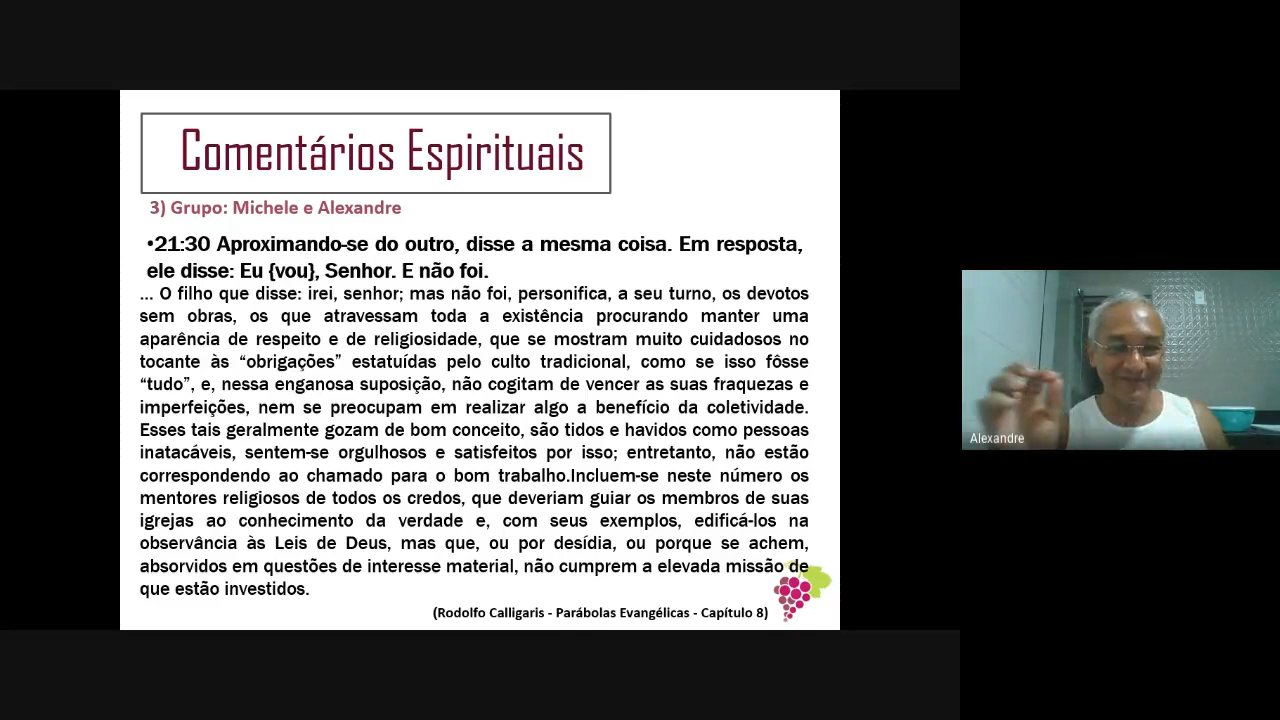 Comentários Espirituais
3) Grupo: Michele e Alexandre
•21:30 Aproximando-se do outro, disse a mesma coisa. Em resposta,
ele disse: Eu {vou}, Senhor. E não foi.
... O filho que disse: irei, senhor; mas não foi, personifica, a seu turno, os devotos
sem obras, os que atravessam toda a existência procurando manter uma
aparência de respeito e de religiosidade, que se mostram muito cuidadosos no
tocante às “obrigações” estatuídas pelo culto tradicional, como se isso fôsse
“tudo”, e, nessa enganosa suposição, não cogitam de vencer as suas fraquezas e
imperfeições, nem se preocupam em realizar algo a benefício da coletividade.
Esses tais geralmente gozam de bom conceito, são tidos e havidos como pessoas
inatacáveis, sentem-se orgulhosos e satisfeitos por isso; entretanto, não estão
correspondendo ao chamado para o bom trabalho.Incluem-se neste número os
mentores religiosos de todos os credos, que deveriam guiar os membros de suas
igrejas ao conhecimento da verdade e, com seus exemplos, edificá-los na
observância às Leis de Deus, mas que, ou por desídia, ou porque se achem,
absorvidos em questões de interesse material, não cumprem a elevada missão de
que estão investidos.
(Rodolfo Calligaris - Parábolas Evangélicas - Capítulo 8)
Alexandre